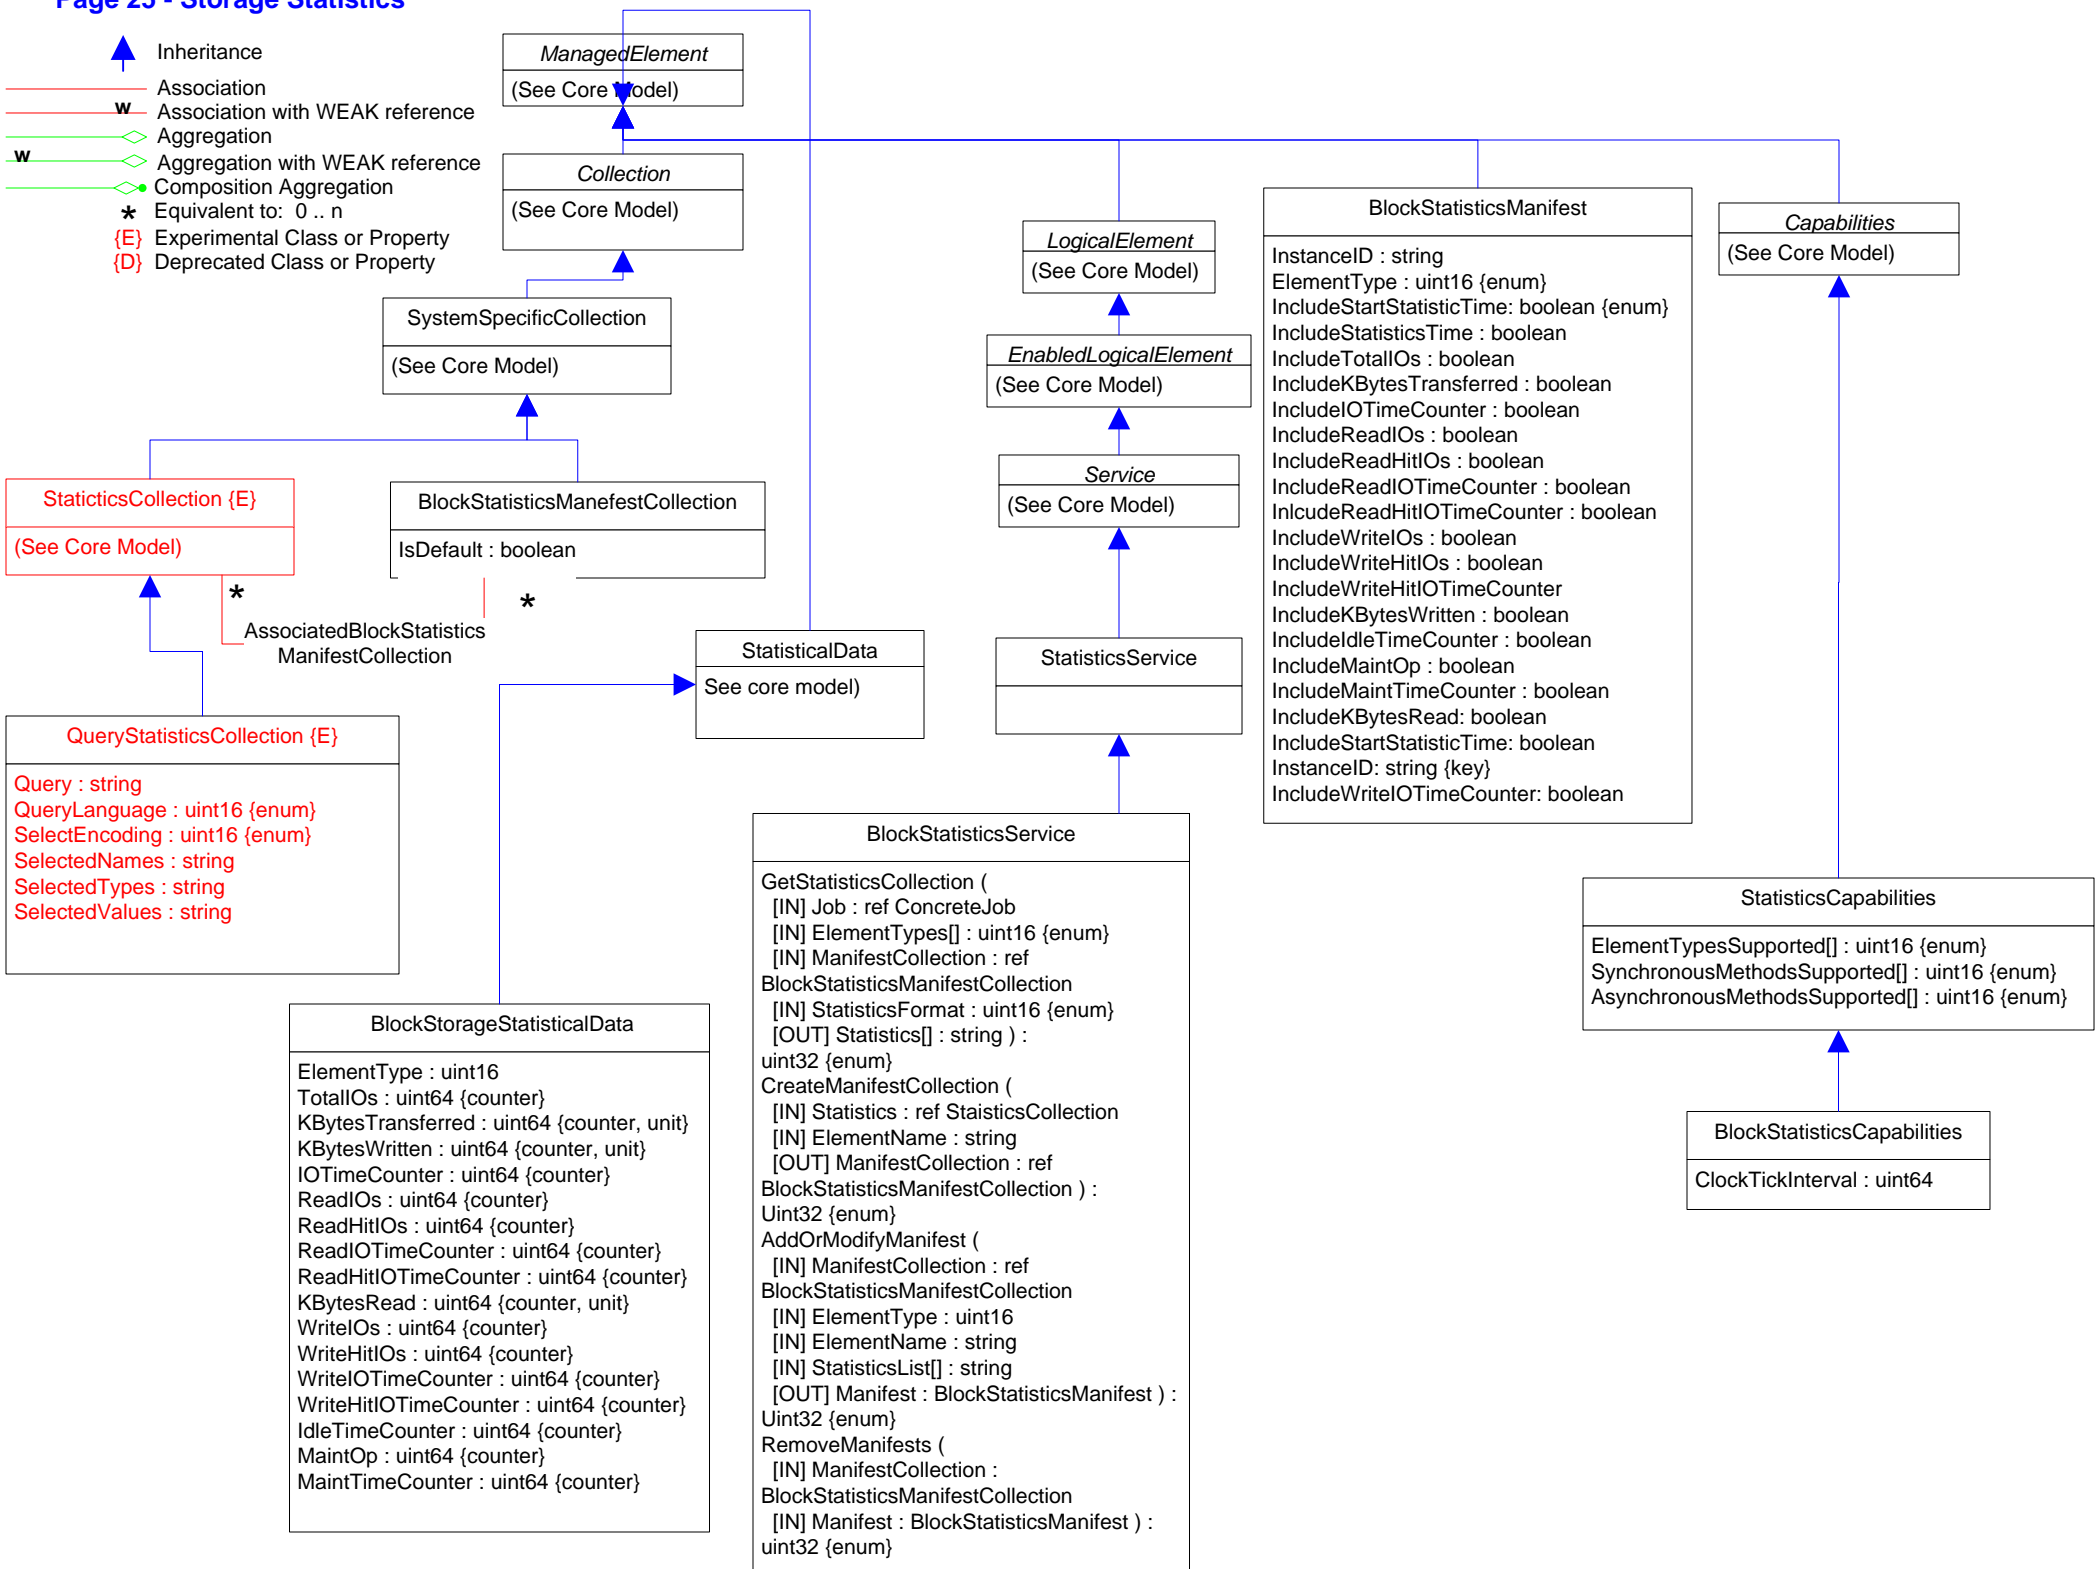 Page 25 - Storage Statistics
Inheritance
Association
w Association with WEAK reference
Aggregation
w Aggregation with WEAK reference
Composition Aggregation
* Equivalent to: 0 .. n
{E} Experimental Class or Property
{D} Deprecated Class or Property
ManagedElement
(See Core Model)
Collection
(See Core Model)
SystemSpecificCollection
(See Core Model)
StaticticsCollection {E}
(See Core Model)
BlockStatisticsManefestCollection
IsDefault : boolean
*
*
AssociatedBlockStatistics
ManifestCollection
QueryStatisticsCollection {E}
Query : string
QueryLanguage : uint16 {enum}
SelectEncoding : uint16 {enum}
SelectedNames : string
SelectedTypes : string
SelectedValues : string
StatisticalData
See core model)
BlockStorageStatisticalData
ElementType : uint16
TotalIOs : uint64 {counter}
KBytesTransferred : uint64 {counter, unit}
KBytesWritten : uint64 {counter, unit}
IOTimeCounter : uint64 {counter}
ReadIOs : uint64 {counter}
ReadHitIOs : uint64 {counter}
ReadIOTimeCounter : uint64 {counter}
ReadHitIOTimeCounter : uint64 {counter}
KBytesRead : uint64 {counter, unit}
WriteIOs : uint64 {counter}
WriteHitIOs : uint64 {counter}
WriteIOTimeCounter : uint64 {counter}
WriteHitIOTimeCounter : uint64 {counter}
IdleTimeCounter : uint64 {counter}
MaintOp : uint64 {counter}
MaintTimeCounter : uint64 {counter}
LogicalElement
(See Core Model)
EnabledLogicalElement
(See Core Model)
Service
(See Core Model)
StatisticsService
BlockStatisticsService
GetStatisticsCollection (
[IN] Job : ref ConcreteJob
[IN] ElementTypes[] : uint16 {enum}
[IN] ManifestCollection : ref
BlockStatisticsManifestCollection
[IN] StatisticsFormat : uint16 {enum}
[OUT] Statistics[] : string ) :
uint32 {enum}
CreateManifestCollection (
[IN] Statistics : ref StaisticsCollection
[IN] ElementName : string
[OUT] ManifestCollection : ref
BlockStatisticsManifestCollection ) :
Uint32 {enum}
AddOrModifyManifest (
[IN] ManifestCollection : ref
BlockStatisticsManifestCollection
[IN] ElementType : uint16
[IN] ElementName : string
[IN] StatisticsList[] : string
[OUT] Manifest : BlockStatisticsManifest ) :
Uint32 {enum}
RemoveManifests (
[IN] ManifestCollection :
BlockStatisticsManifestCollection
[IN] Manifest : BlockStatisticsManifest ) :
uint32 {enum}
BlockStatisticsManifest
InstanceID : string
ElementType : uint16 {enum}
IncludeStartStatisticTime: boolean {enum}
IncludeStatisticsTime : boolean
IncludeTotalIOs : boolean
IncludeKBytesTransferred : boolean
IncludeIOTimeCounter : boolean
IncludeReadIOs : boolean
IncludeReadHitIOs : boolean
IncludeReadIOTimeCounter : boolean
InlcudeReadHitIOTimeCounter : boolean
IncludeWriteIOs : boolean
IncludeWriteHitIOs : boolean
IncludeWriteHitIOTimeCounter
IncludeKBytesWritten : boolean
IncludeIdleTimeCounter : boolean
IncludeMaintOp : boolean
IncludeMaintTimeCounter : boolean
IncludeKBytesRead: boolean
IncludeStartStatisticTime: boolean
InstanceID: string {key}
IncludeWriteIOTimeCounter: boolean
Capabilities
(See Core Model)
StatisticsCapabilities
ElementTypesSupported[] : uint16 {enum}
SynchronousMethodsSupported[] : uint16 {enum}
AsynchronousMethodsSupported[] : uint16 {enum}
BlockStatisticsCapabilities
ClockTickInterval : uint64